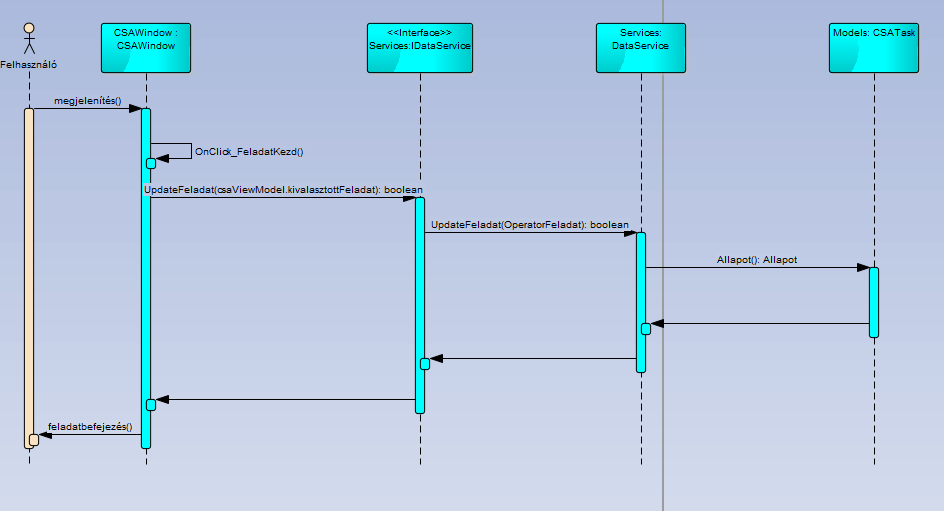 CSAWindow :
CSAWindow
<<Interface>>
Services:IDataService
Services:
DataService
Models: CSATask
Felhasználó
megjelenítés()
OnClick_FeladatKezd()
UpdateFeladat(csaViewModel.kivalasztottFeladat): boolean
UpdateFeladat(OperatorFeladat): boolean
Allapot(): Allapot
feladatbefejezés()